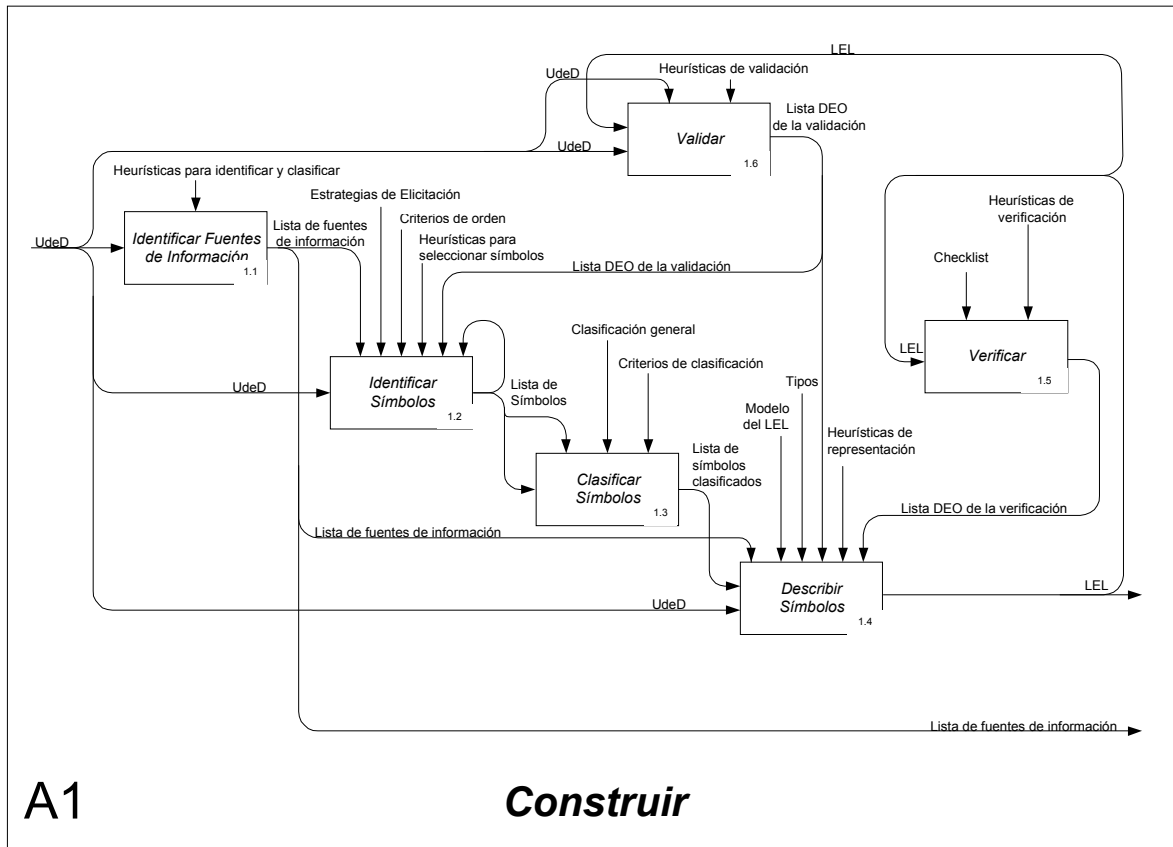 LEL
Heurísticas de validación
UdeD
Lista DEO
de la validación
Validar
1.6
UdeD
Heurísticas para identificar y clasificar
Estrategias de Elicitación
Heurísticas de
verificación
Criterios de orden
Lista de fuentes
de información
UdeD
Identificar Fuentes
de Información
1.1
Heurísticas para
seleccionar símbolos
Checklist
Lista DEO de la validación
Clasificación general
LEL
Verificar
1.5
Criterios de clasificación
Identificar
Símbolos
1.2
UdeD
Lista de
Símbolos
Tipos
Modelo
del LEL
Heurísticas de
representación
Lista de
símbolos
clasificados
Clasificar
Símbolos
1.3
Lista DEO de la verificación
Lista de fuentes de información
Describir
Símbolos
1.4
LEL
UdeD
Lista de fuentes de información
A1
Construir